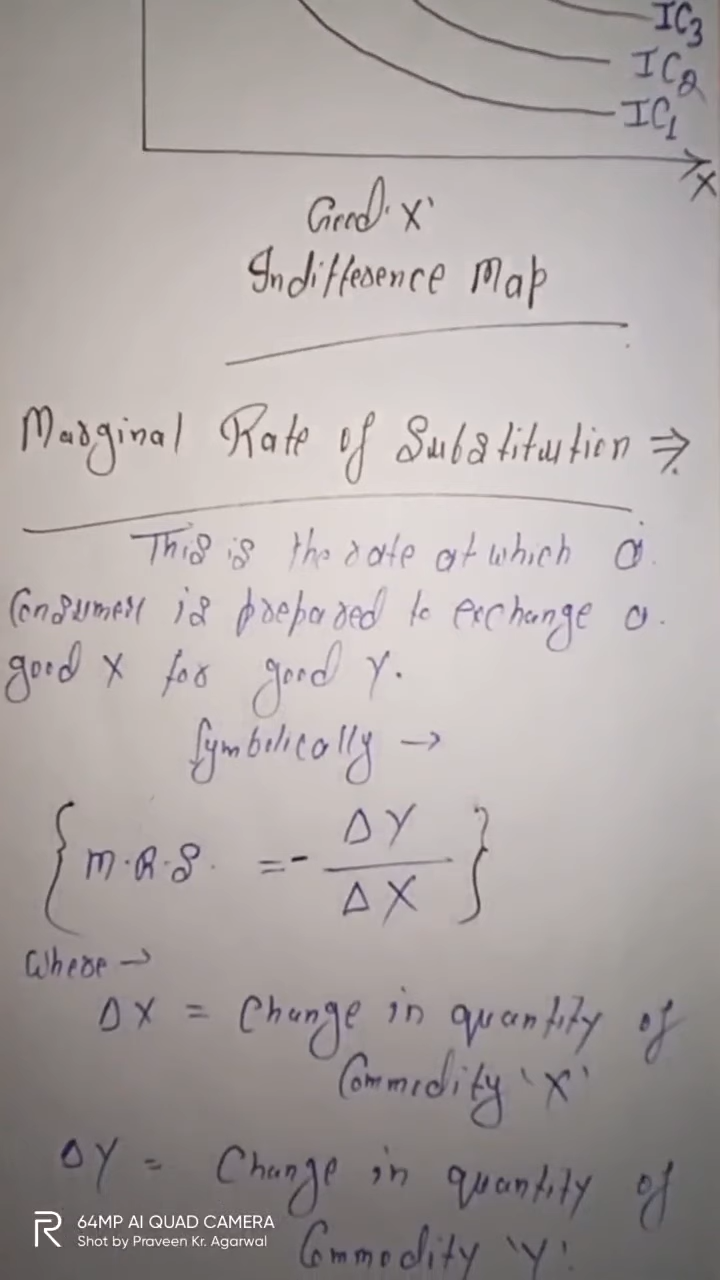 IC3
IC2
IC1
X
Good 'X'
Indifference Map
Marginal Rate of Substitution ⇒
This is the rate at which a
Consumer is prepared to exchange a
good X for good Y.
Symbolically →
{ M.R.S. = - ΔY / ΔX }
Where →
ΔX = Change in quantity of
Commodity 'X'
ΔY = Change in quantity of
Commodity 'Y'
R 64MP AI QUAD CAMERA
Shot by Praveen Kr. Agarwal